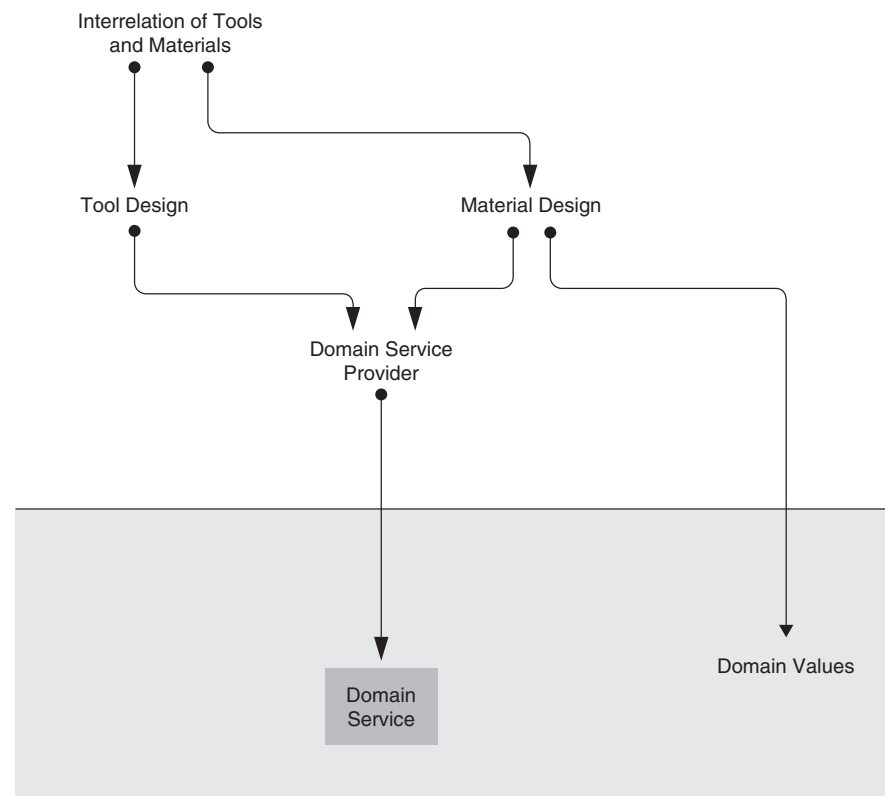 Interrelation of Tools
and Materials
Tool Design
Material Design
Domain Service
Provider
Domain Values
Domain
Service